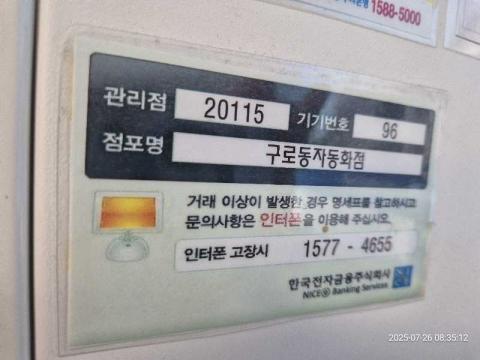 1588-5000
관리점 20115 기기번호 96
점포명 구로동자동화점
거래 이상이 발생한 경우 명세표를 참고하시고
문의사항은 인터폰을 이용해 주십시오.
인터폰 고장시 1577 - 4655
한국전자금융주식회사
NICE Banking Services
2025-07-26 08:35:12